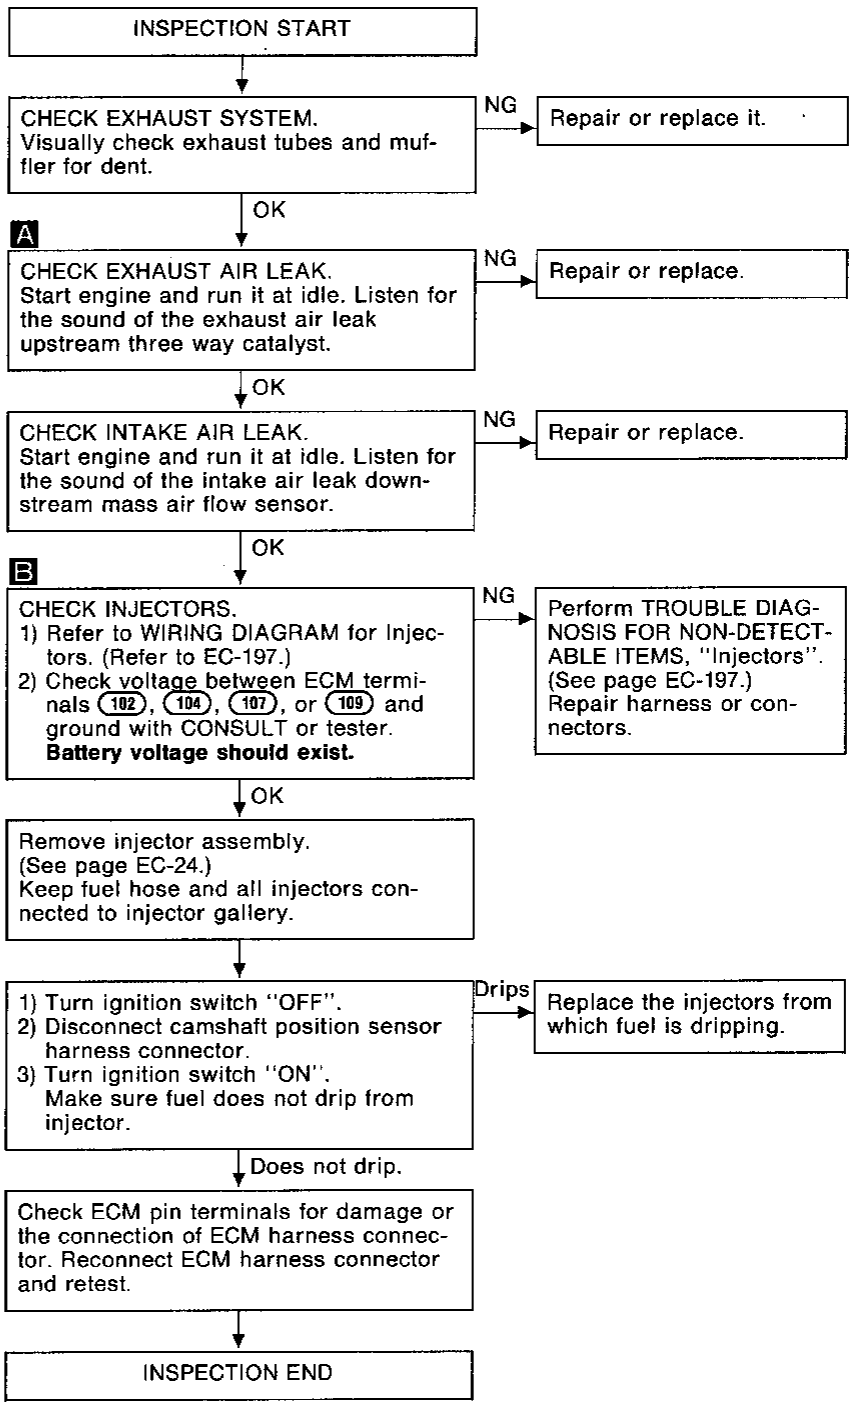 INSPECTION START
CHECK EXHAUST SYSTEM.
Visually check exhaust tubes and muf-
fler for dent.
NG
Repair or replace it.
OK
A
CHECK EXHAUST AIR LEAK.
Start engine and run it at idle. Listen for
the sound of the exhaust air leak
upstream three way catalyst.
NG
Repair or replace.
OK
CHECK INTAKE AIR LEAK.
Start engine and run it at idle. Listen for
the sound of the intake air leak down-
stream mass air flow sensor.
NG
Repair or replace.
OK
B
CHECK INJECTORS.
1) Refer to WIRING DIAGRAM for Injec-
tors. (Refer to EC-197.)
2) Check voltage between ECM termi-
nals 102, 104, 107, or 109 and
ground with CONSULT or tester.
Battery voltage should exist.
NG
Perform TROUBLE DIAG-
NOSIS FOR NON-DETECT-
ABLE ITEMS, "Injectors".
(See page EC-197.)
Repair harness or con-
nectors.
OK
Remove injector assembly.
(See page EC-24.)
Keep fuel hose and all injectors con-
nected to injector gallery.
1) Turn ignition switch "OFF".
2) Disconnect camshaft position sensor
harness connector.
3) Turn ignition switch "ON".
Make sure fuel does not drip from
injector.
Drips
Replace the injectors from
which fuel is dripping.
Does not drip.
Check ECM pin terminals for damage or
the connection of ECM harness connec-
tor. Reconnect ECM harness connector
and retest.
INSPECTION END